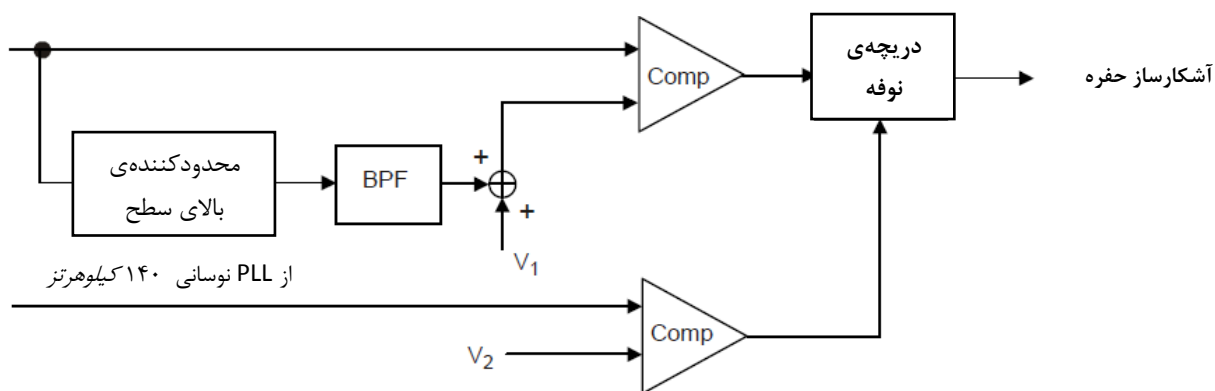 Comp
دریچه‌ی
نوفه
آشکارساز حفره
محدودکننده‌ی
بالای سطح
BPF
+
+
V1
از PLL نوسانی ۱۴۰ کیلوهرتز
Comp
V2